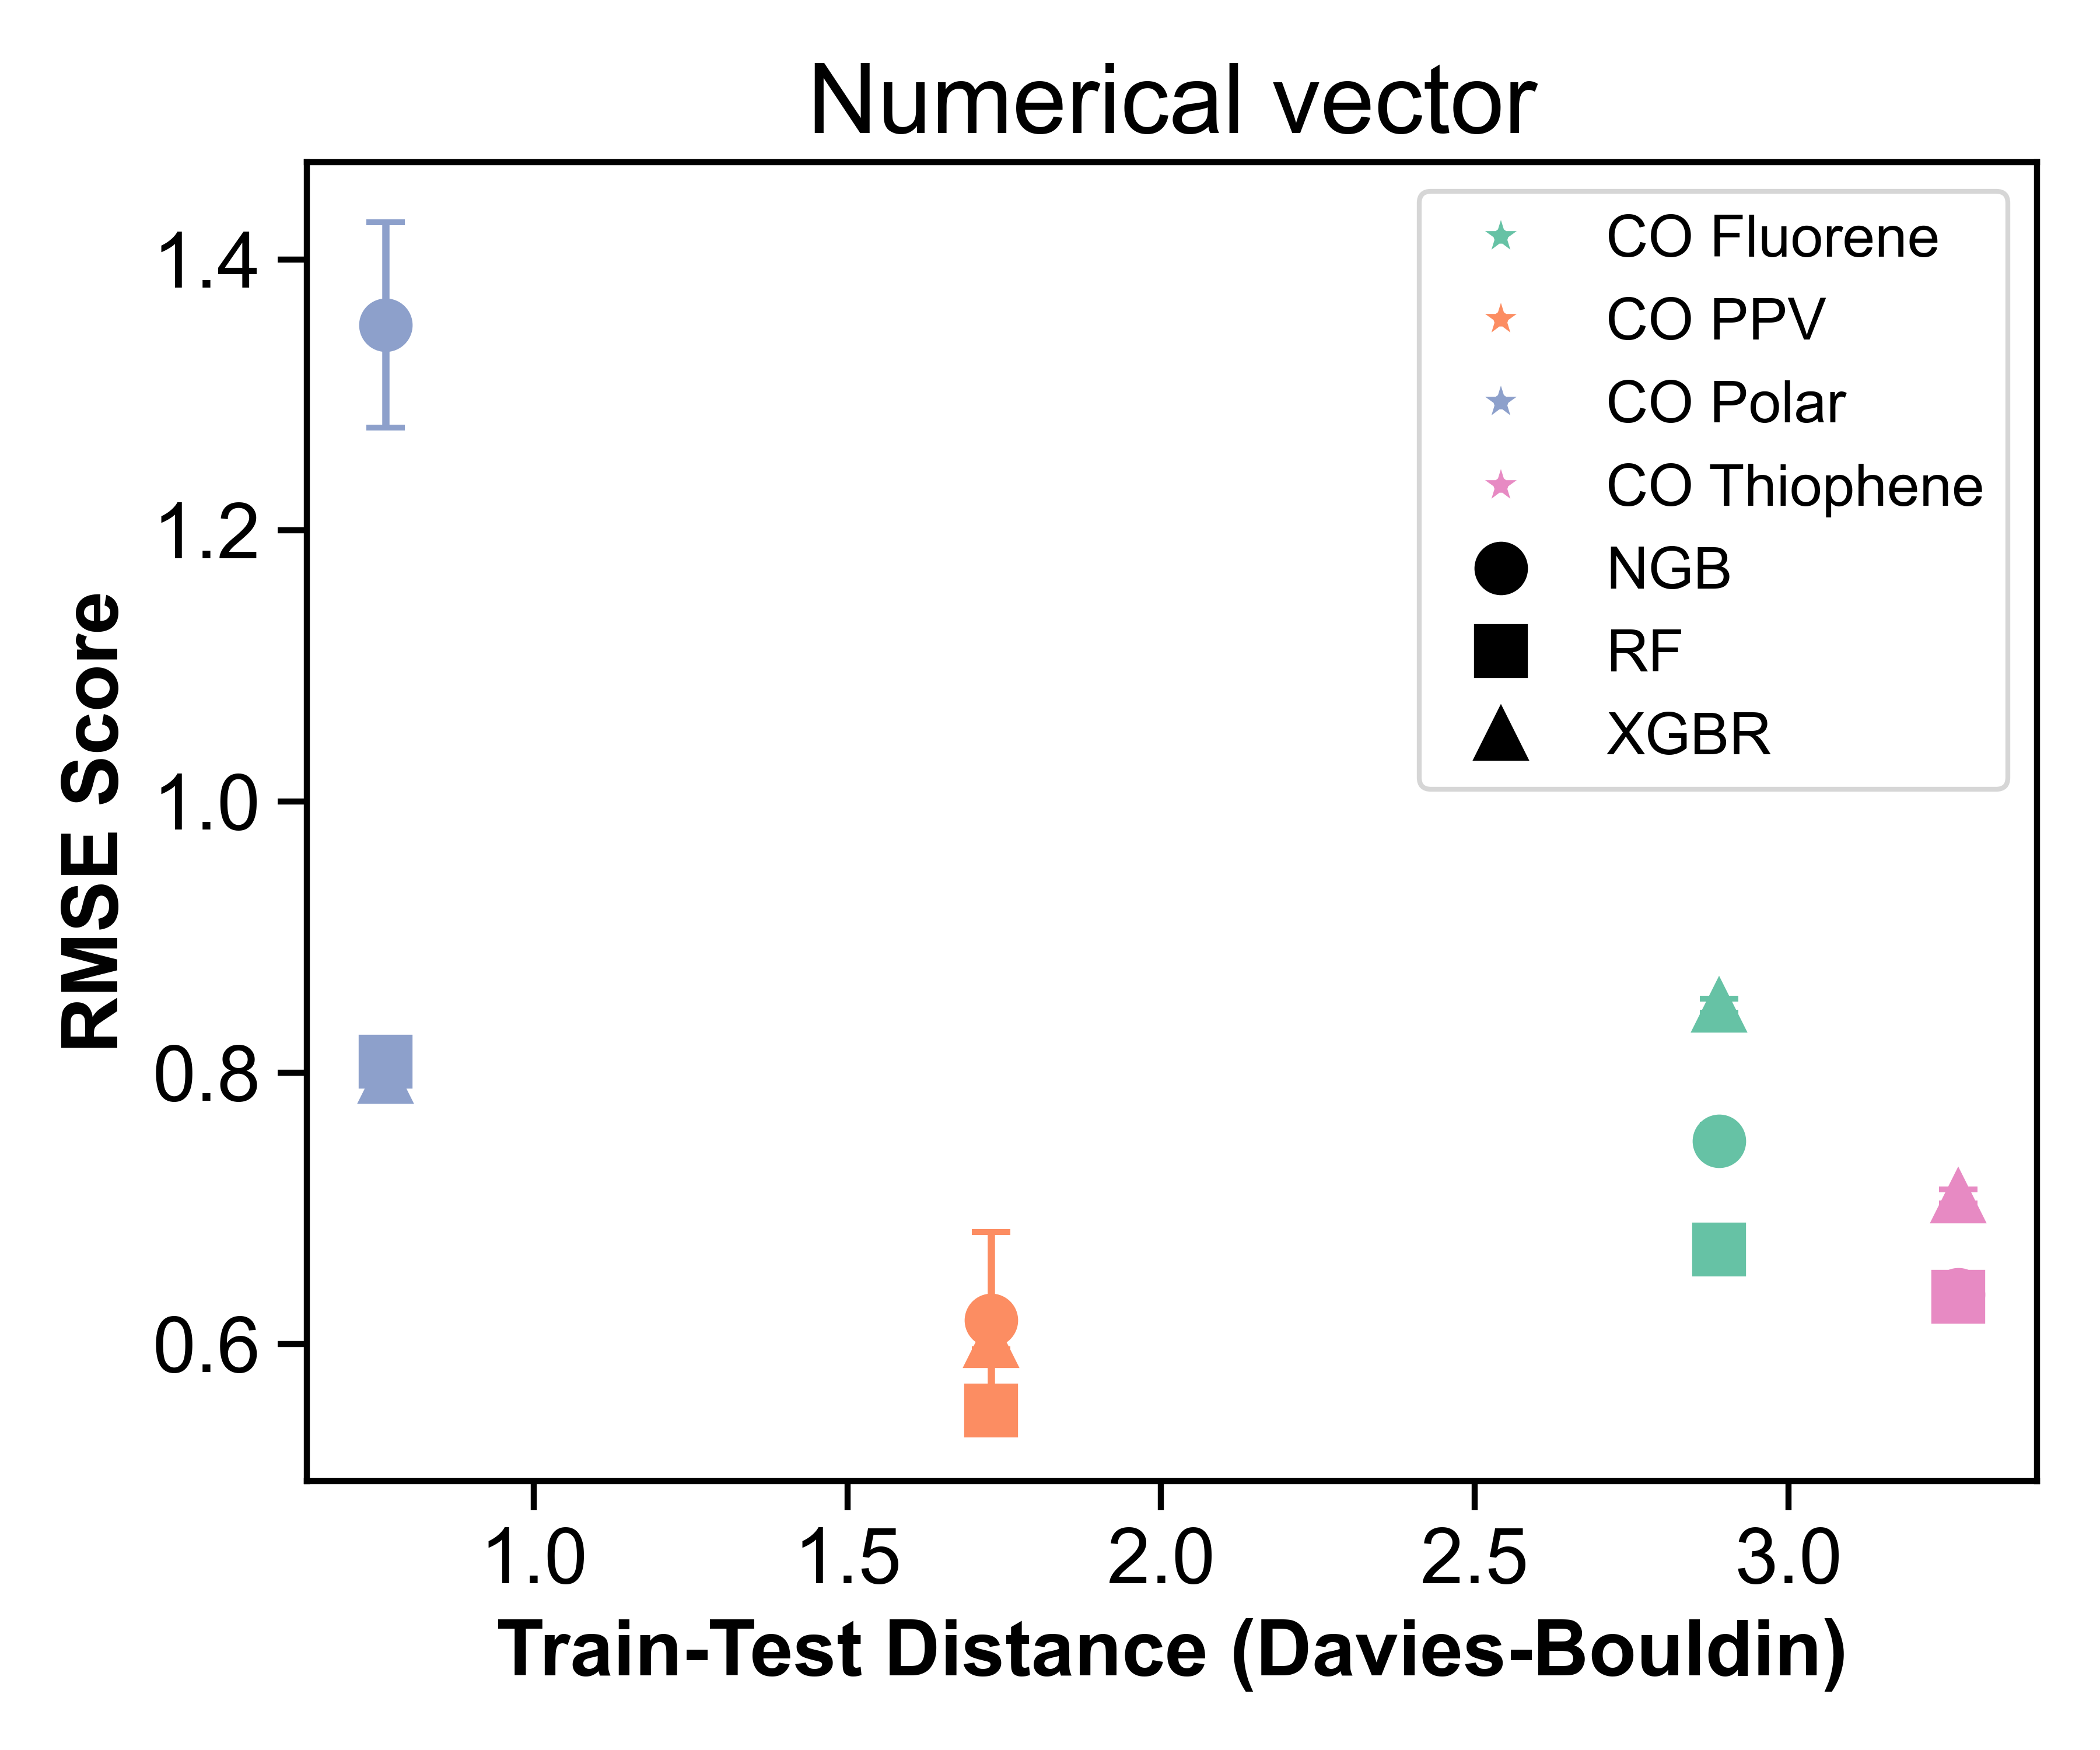 Numerical vector
RMSE Score
1.4
1.2
1.0
0.8
0.6
CO Fluorene
CO PPV
CO Polar
CO Thiophene
NGB
RF
XGBR
1.0 1.5 2.0 2.5 3.0
Train-Test Distance (Davies-Bouldin)